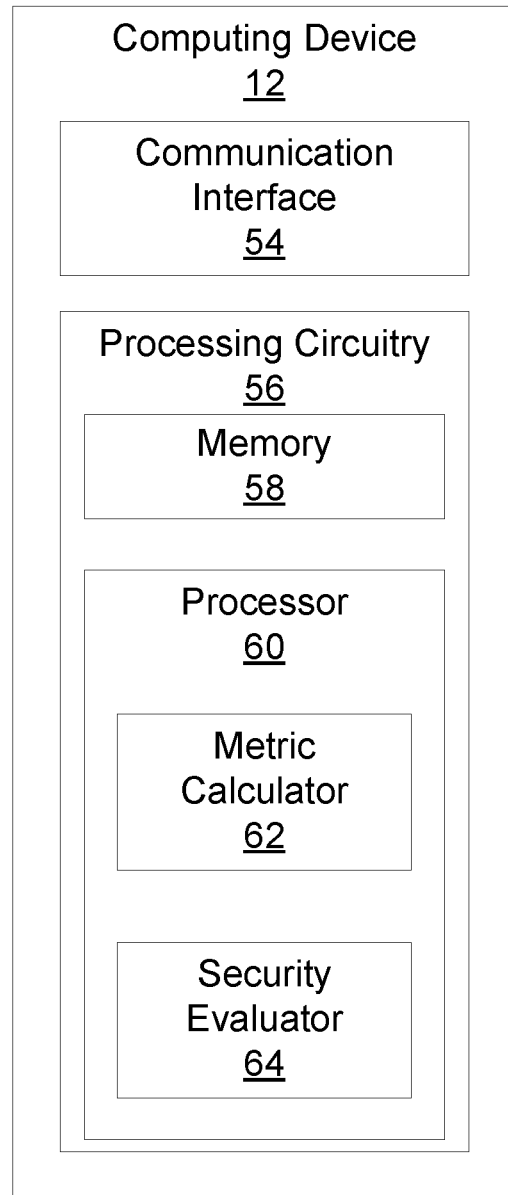 Computing Device
12
Communication
Interface
54
Processing Circuitry
56
Memory
58
Processor
60
Metric
Calculator
62
Security
Evaluator
64